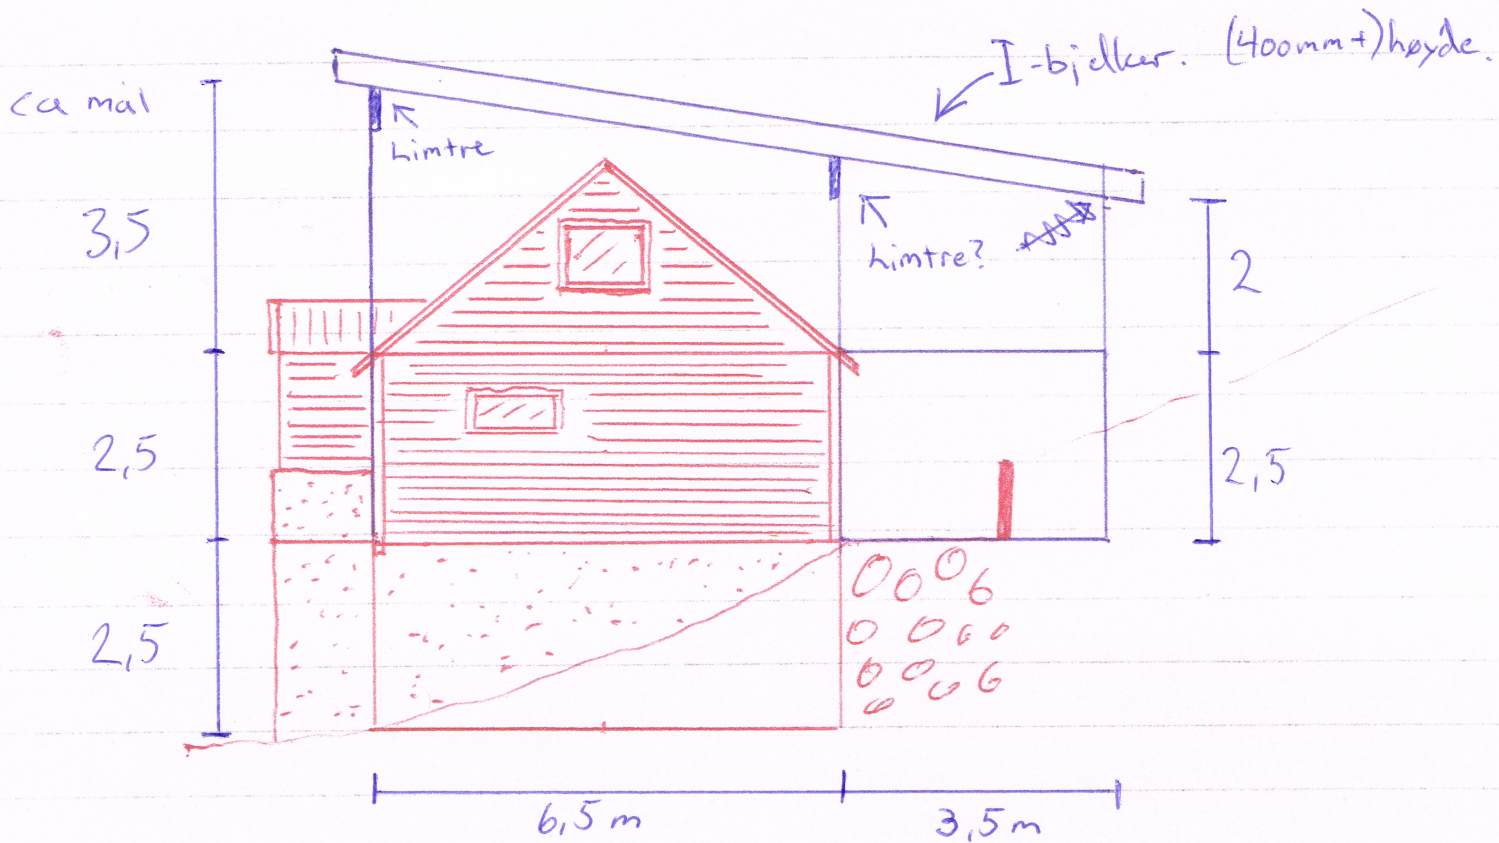 I-bjelker. (400mm+) høyde.
ca mål
Limtre
3,5
Limtre?
2
2,5
2,5
2,5
6,5 m
3,5 m